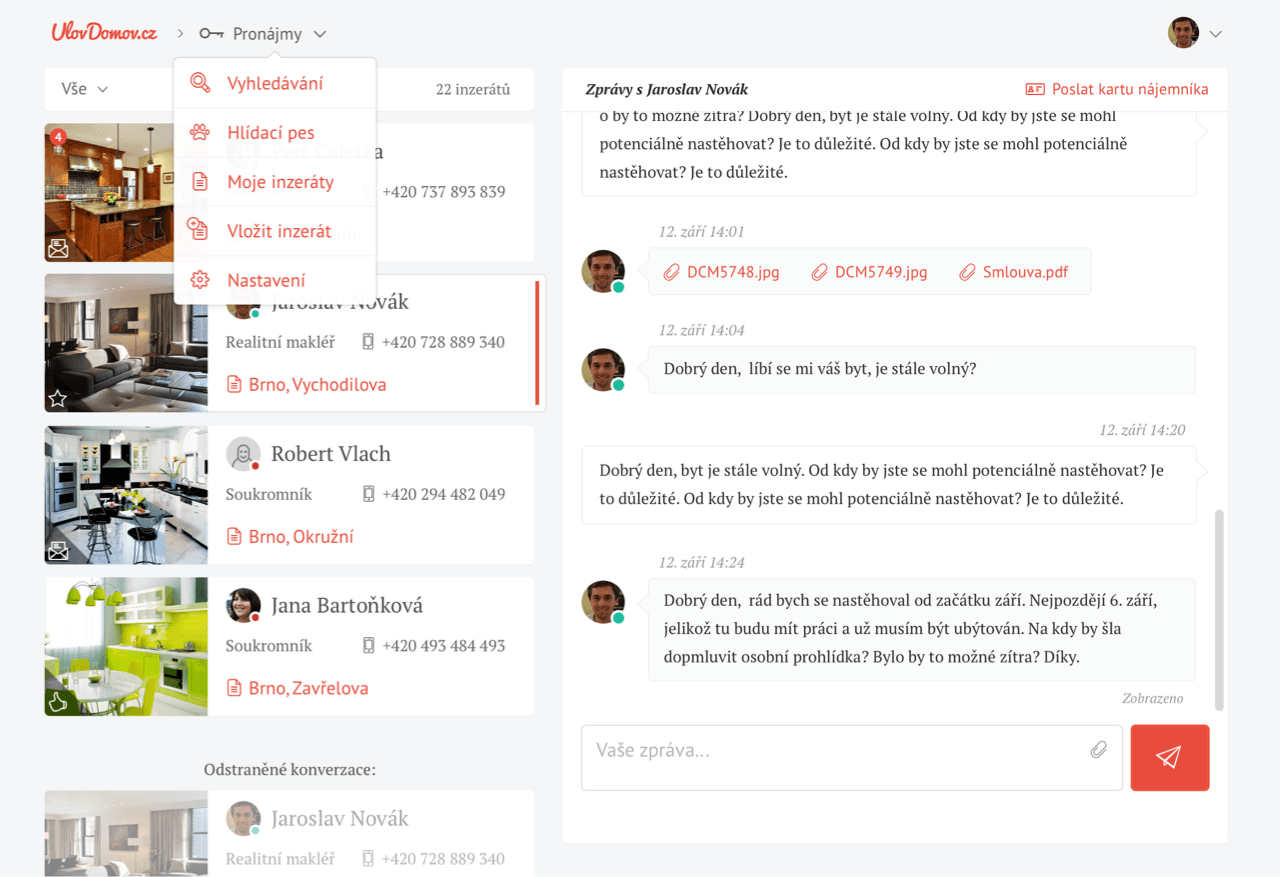 UlovDomov.cz
Pronájmy
Vše
22 inzerátů
Vyhledávání
Hlídací pes
Moje inzeráty
Vložit inzerát
Nastavení
4
+420 737 893 839
Jaroslav Novák
Realitní makléř
+420 728 889 340
Brno, Vychodilova
Robert Vlach
Soukromník
+420 294 482 049
Brno, Okružní
Jana Bartoňková
Soukromník
+420 493 484 493
Brno, Zavřelova
Odstraněné konverzace:
Jaroslav Novák
Realitní makléř
+420 728 889 340
Zprávy s Jaroslav Novák
Poslat kartu nájemníka
o by to možné zítra? Dobrý den, byt je stále volný. Od kdy by jste se mohl
potenciálně nastěhovat? Je to důležité. Od kdy by jste se mohl potenciálně
nastěhovat? Je to důležité.
12. září 14:01
DCM5748.jpg
DCM5749.jpg
Smlouva.pdf
12. září 14:04
Dobrý den, líbí se mi váš byt, je stále volný?
12. září 14:20
Dobrý den, byt je stále volný. Od kdy by jste se mohl potenciálně nastěhovat? Je
to důležité. Od kdy by jste se mohl potenciálně nastěhovat? Je to důležité.
12. září 14:24
Dobrý den, rád bych se nastěhoval od začátku září. Nejpozději 6. září,
jelikož tu budu mít práci a už musím být ubýtován. Na kdy by šla
dopmluvit osobní prohlídka? Bylo by to možné zítra? Díky.
Zobrazeno
Vaše zpráva...